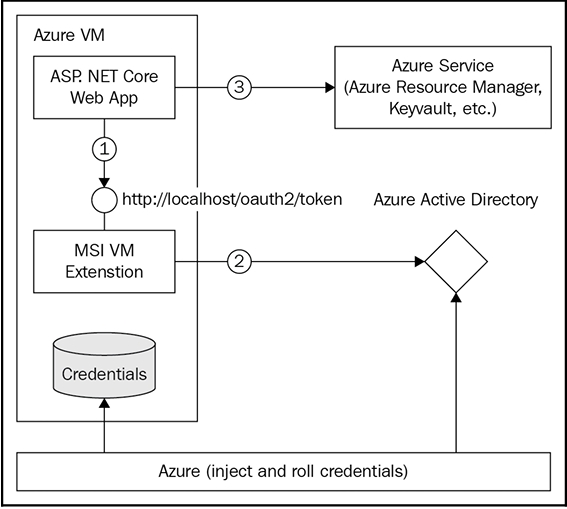 Azure VM
ASP. NET Core
Web App
3
Azure Service
(Azure Resource Manager,
Keyvault, etc.)
1
http://localhost/oauth2/token
Azure Active Directory
MSI VM
Extenstion
2
Credentials
Azure (inject and roll credentials)